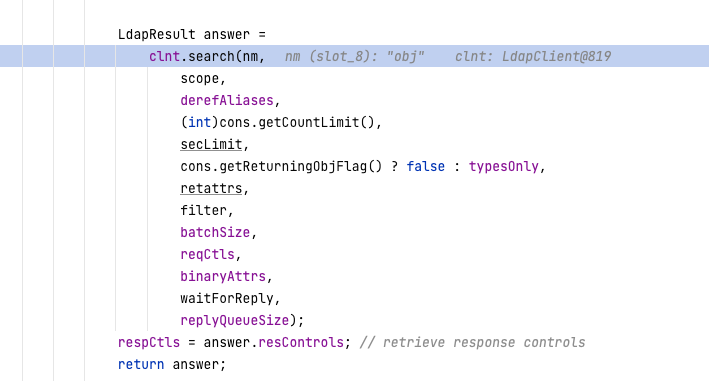 LdapResult answer =
clnt.search(nm, nm (slot_8): "obj" clnt: LdapClient@819
scope,
derefAliases,
(int)cons.getCountLimit(),
secLimit,
cons.getReturningObjFlag() ? false : typesOnly,
retattrs,
filter,
batchSize,
reqCtls,
binaryAttrs,
waitForReply,
replyQueueSize);
respCtls = answer.resControls; // retrieve response controls
return answer;